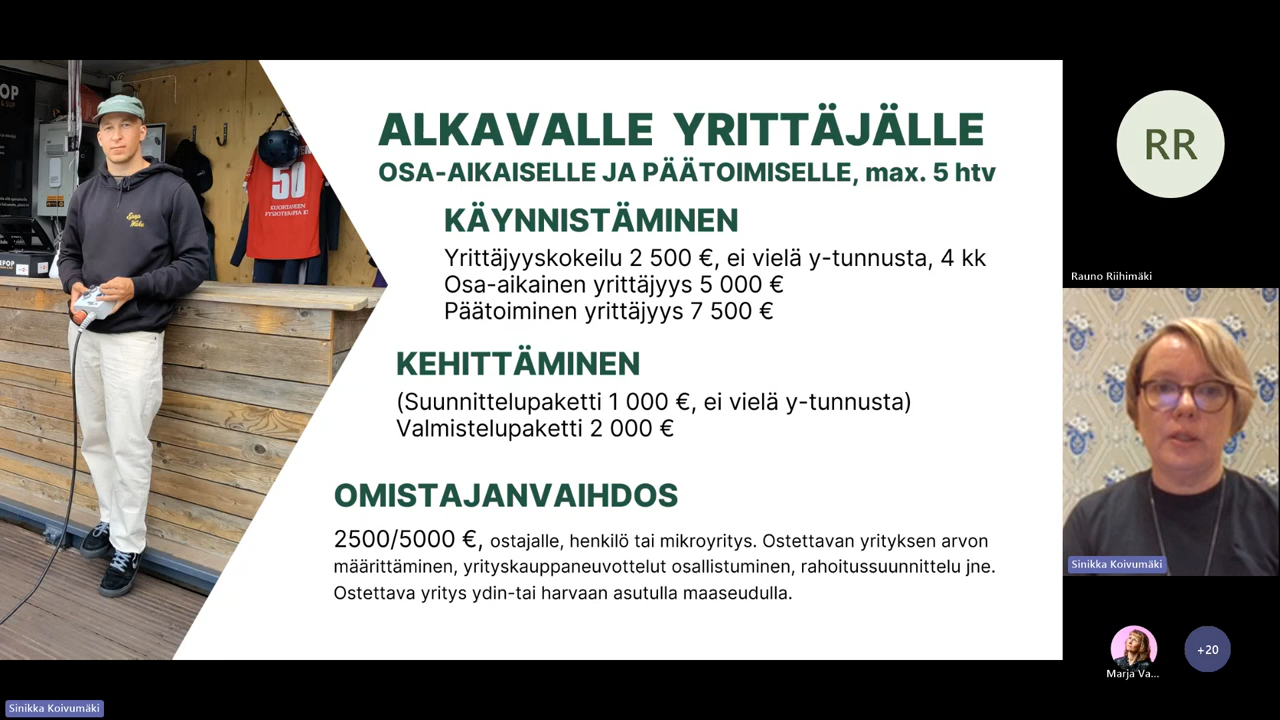 ALKAVALLE YRITTÄJÄLLE
OSA-AIKAISELLE JA PÄÄTOIMISELLE, max. 5 htv
KÄYNNISTÄMINEN
Yrittäjyyskokeilu 2 500 €, ei vielä y-tunnusta, 4 kk
Osa-aikainen yrittäjyys 5 000 €
Päätoiminen yrittäjyys 7 500 €
KEHITTÄMINEN
(Suunnittelupaketti 1 000 €, ei vielä y-tunnusta)
Valmistelupaketti 2 000 €
OMISTAJANVAIHDOS
2500/5000 €, ostajalle, henkilö tai mikroyritys. Ostettavan yrityksen arvon
määrittäminen, yrityskauppaneuvottelut osallistuminen, rahoitussuunnittelu jne.
Ostettava yritys ydin-tai harvaan asutulla maaseudulla.
50
KUORTANEEN
RR
Rauno Riihimäki
Sinikka Koivumäki
Marja Va...
+20
Sinikka Koivumäki